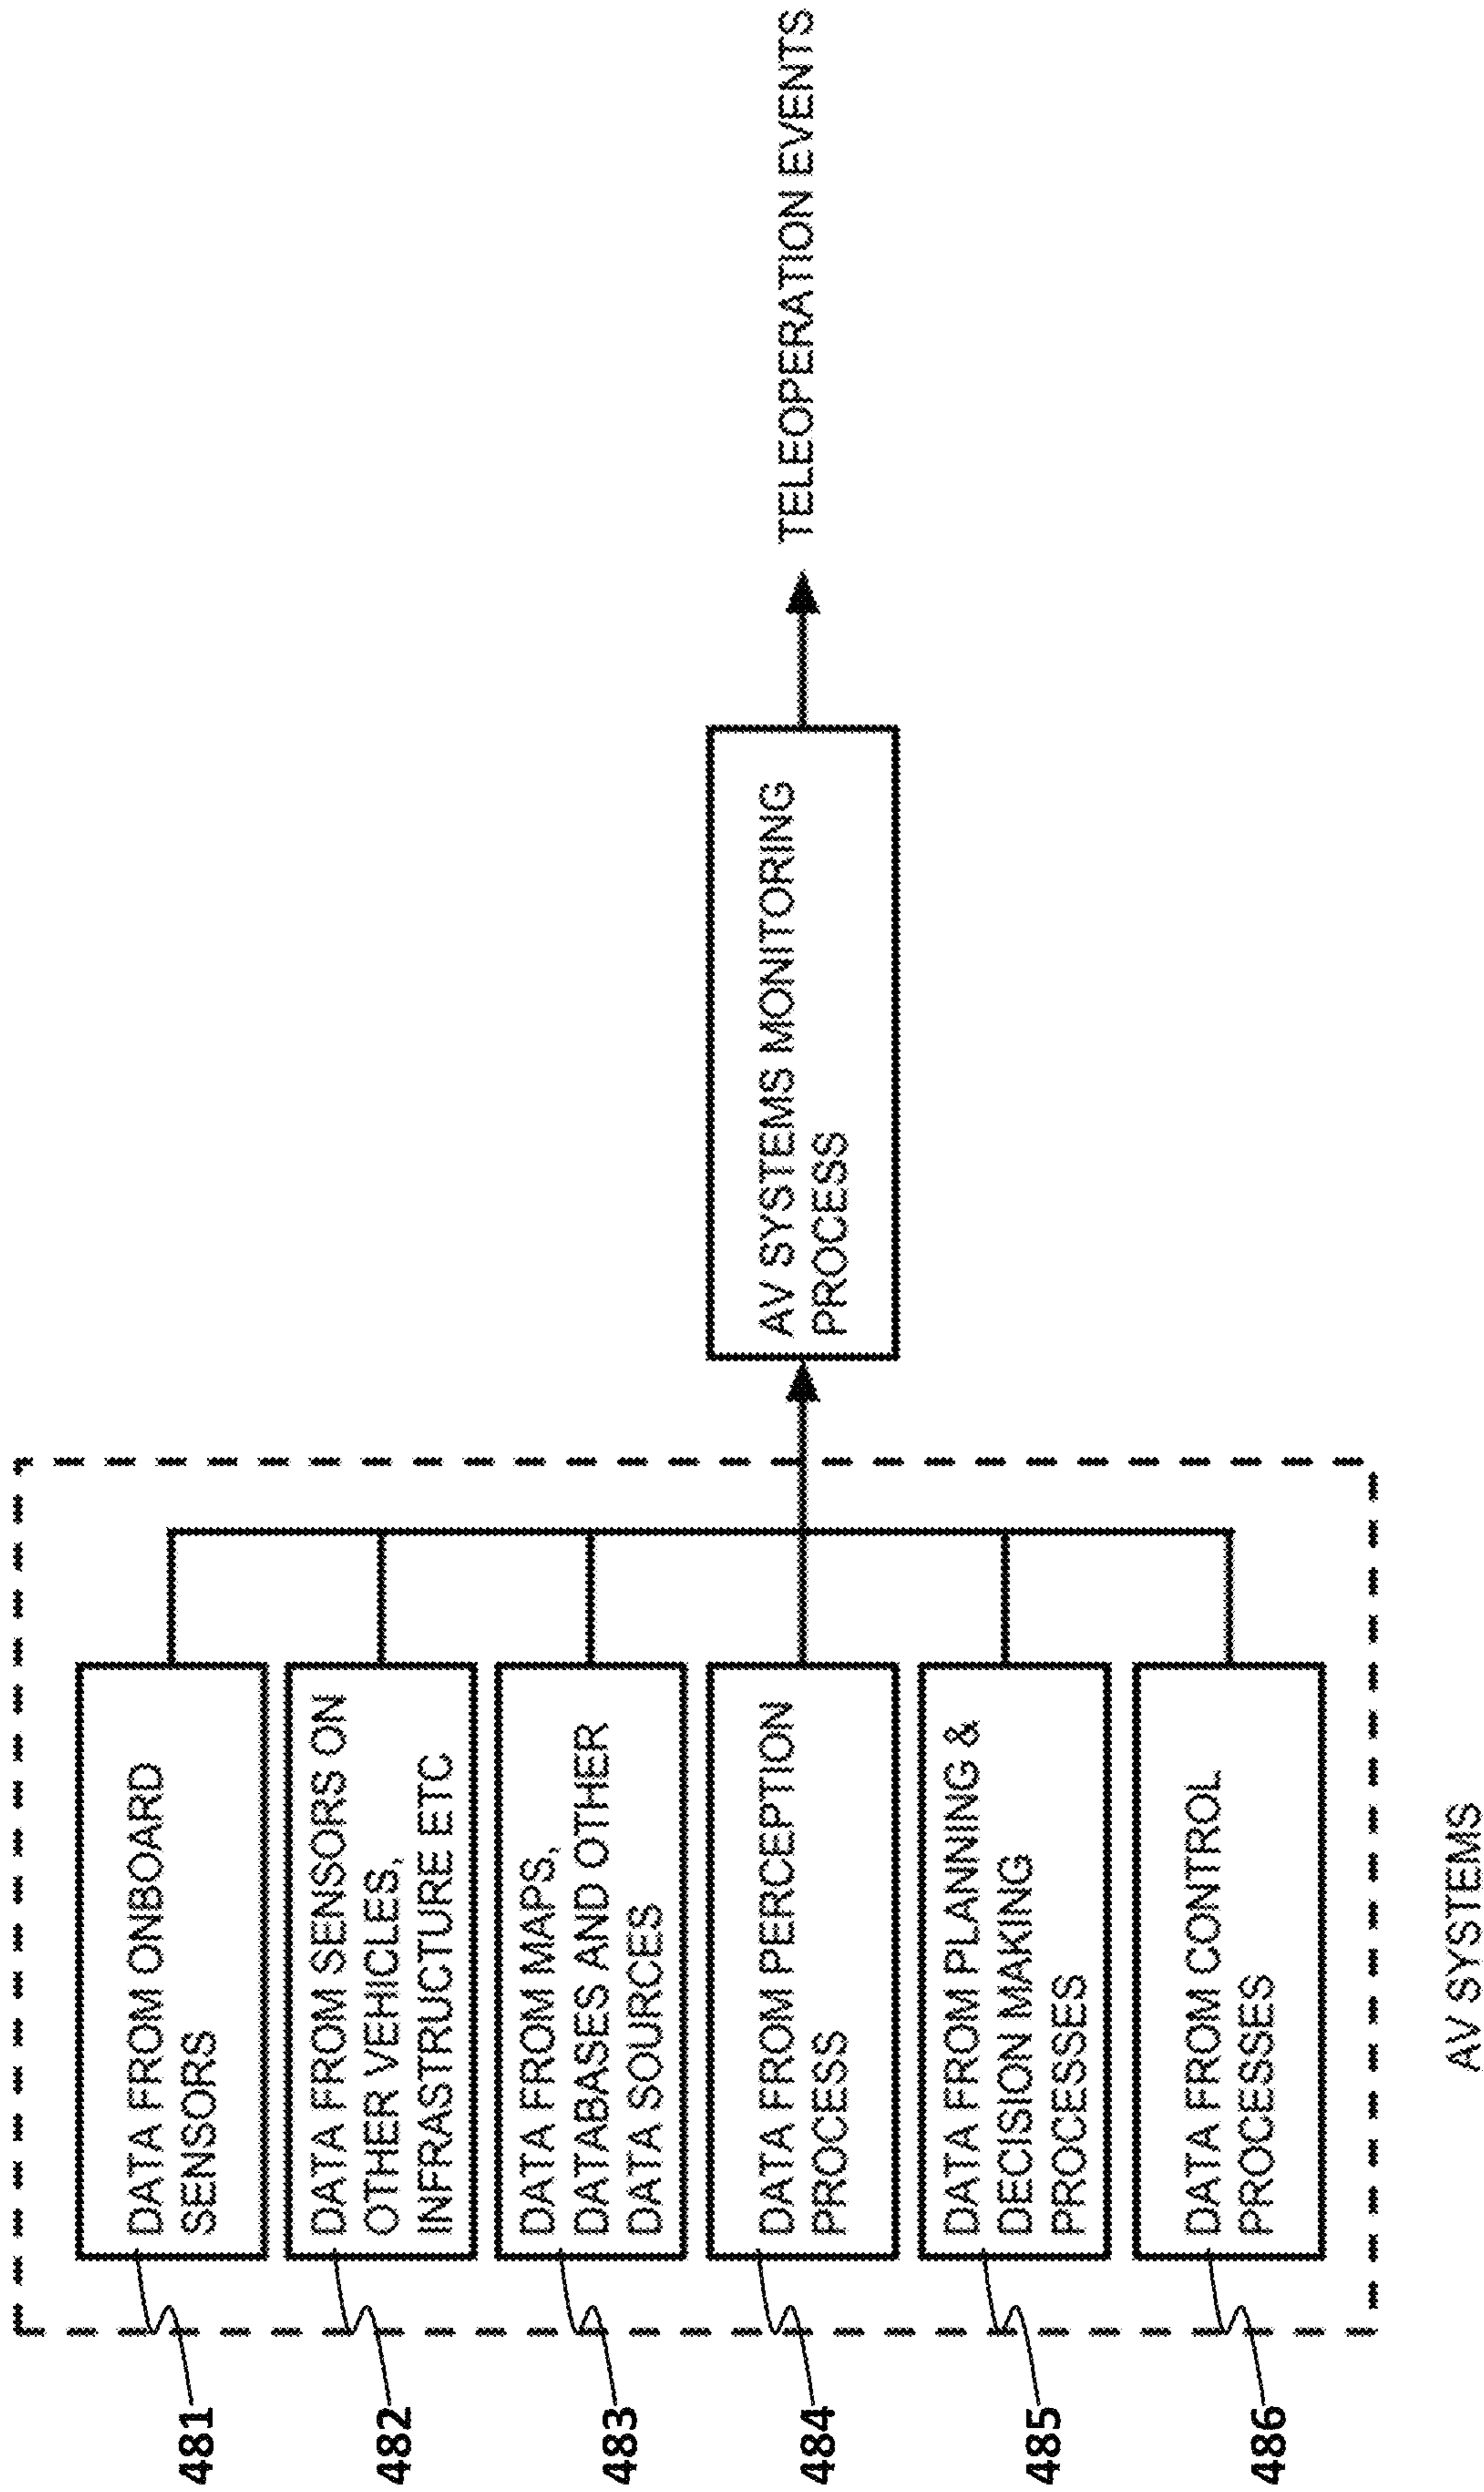 481
DATA FROM ONBOARD
SENSORS
482
DATA FROM SENSORS ON
OTHER VEHICLES,
INFRASTRUCTURE ETC
483
DATA FROM MAPS,
DATABASES AND OTHER
DATA SOURCES
484
DATA FROM PERCEPTION
PROCESS
485
DATA FROM PLANNING &
DECISION MAKING
PROCESSES
486
DATA FROM CONTROL
PROCESSES
AV SYSTEMS
AV SYSTEMS MONITORING
PROCESS
TELEOPERATION EVENTS